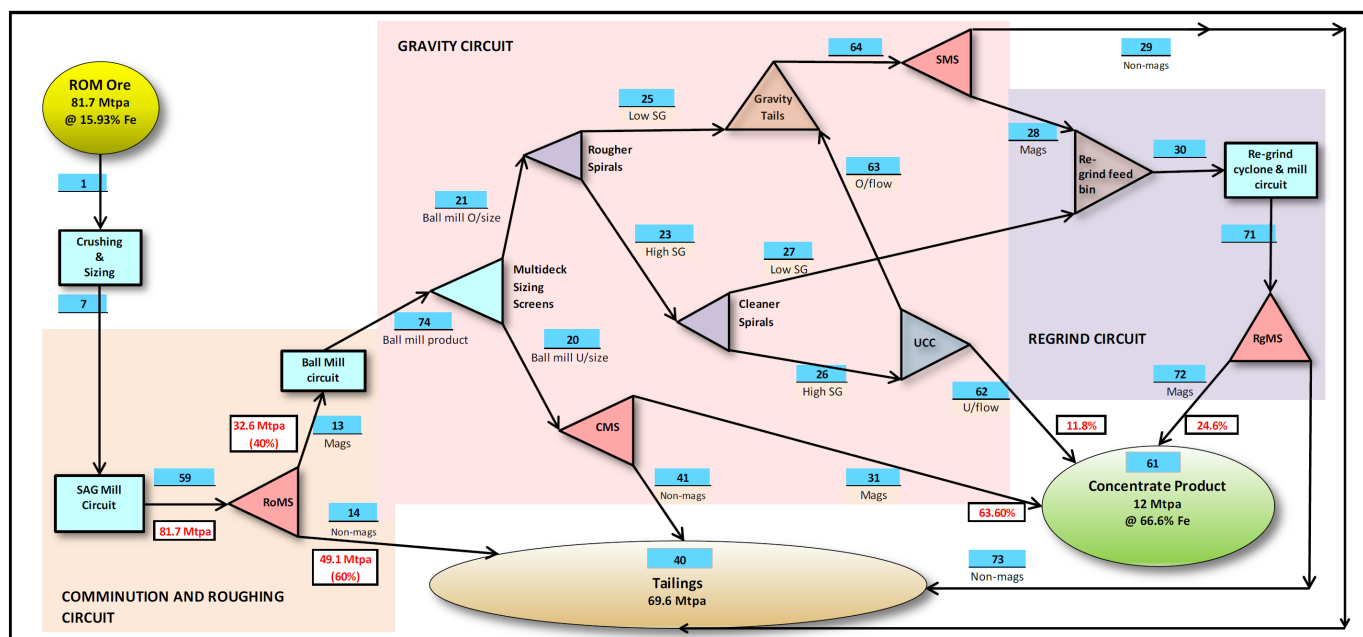 GRAVITY CIRCUIT
ROM Ore
81.7 Mtpa
@ 15.93% Fe
1
Crushing
&
Sizing
7
SAG Mill
Circuit
59
81.7 Mtpa
RoMS
32.6 Mtpa
(40%)
13
Mags
14
Non-mags
49.1 Mtpa
(60%)
COMMINUTION AND ROUGHING
CIRCUIT
Ball Mill
circuit
74
Ball mill product
Multideck
Sizing
Screens
21
Ball mill O/size
20
Ball mill U/size
Rougher
Spirals
25
Low SG
23
High SG
Gravity
Tails
64
SMS
29
Non-mags
28
Mags
63
O/flow
27
Low SG
Cleaner
Spirals
26
High SG
UCC
62
U/flow
11.8%
CMS
41
Non-mags
31
Mags
63.60%
Re-
grind feed
bin
30
Re-grind
cyclone & mill
circuit
71
REGRIND CIRCUIT
RgMS
72
Mags
24.6%
61
Concentrate Product
12 Mtpa
@ 66.6% Fe
73
Non-mags
40
Tailings
69.6 Mtpa